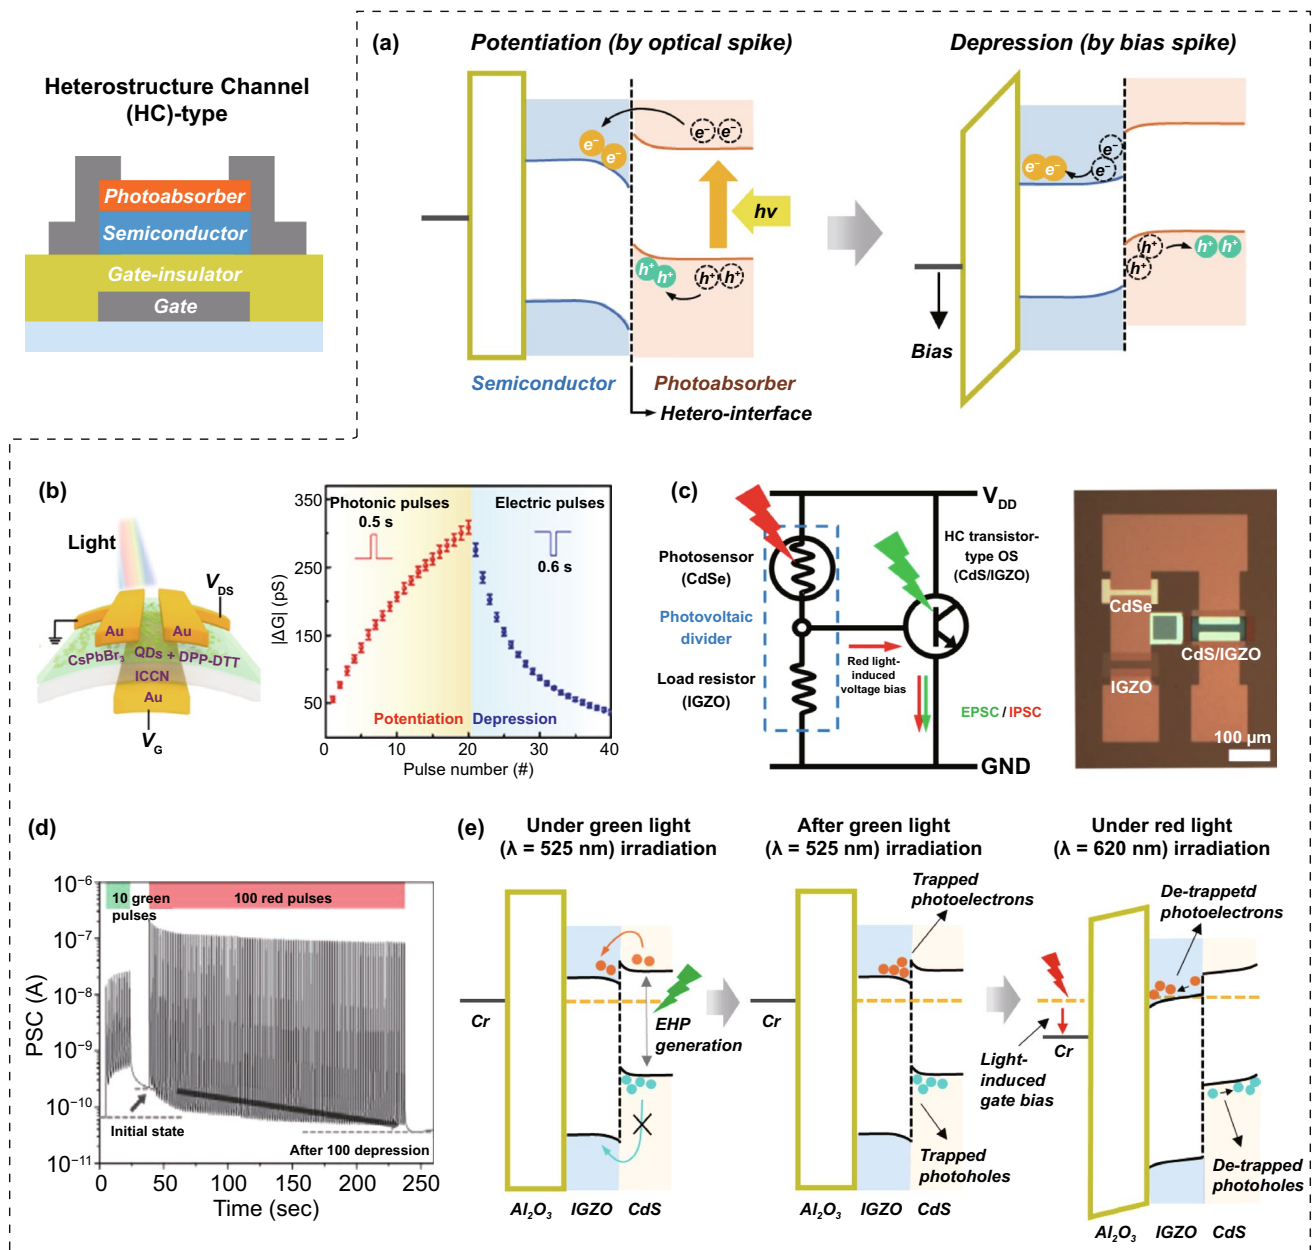 Heterostructure Channel
(HC)-type
Photoabsorber
Semiconductor
Gate-insulator
Gate
(a)
Potentiation (by optical spike)
Depression (by bias spike)
e⁻ e⁻
e⁻
e⁻
hv
h⁺
h⁺
h⁺ h⁺
e⁻ e⁻
e⁻
e⁻
h⁺
h⁺
h⁺ h⁺
Bias
Semiconductor
Photoabsorber
Hetero-interface
(b)
Light
V_DS
Au
Au
CsPbBr₃ QDs + DPP-DTT
ICCN
Au
V_G
|ΔG| (pS)
350
250
150
50
Photonic pulses
0.5 s
Electric pulses
0.6 s
Potentiation
Depression
0
10
20
30
40
Pulse number (#)
(c)
V_DD
Photosensor
(CdSe)
HC transistor-
type OS
(CdS/IGZO)
Photovoltaic
divider
Load resistor
(IGZO)
Red light-
induced
voltage bias
EPSC / IPSC
GND
CdSe
CdS/IGZO
IGZO
100 μm
(d)
PSC (A)
10⁻⁶
10⁻⁷
10⁻⁸
10⁻⁹
10⁻¹⁰
10⁻¹¹
10 green
pulses
100 red pulses
Initial state
After 100 depression
0
50
100
150
200
250
Time (sec)
(e)
Under green light
(λ = 525 nm) irradiation
After green light
(λ = 525 nm) irradiation
Under red light
(λ = 620 nm) irradiation
Cr
EHP
generation
Al₂O₃
IGZO
CdS
Trapped
photoelectrons
Cr
Trapped
photoholes
Al₂O₃
IGZO
CdS
De-trappetd
photoelectrons
Cr
Light-
induced
gate bias
De-trapped
photoholes
Al₂O₃
IGZO
CdS